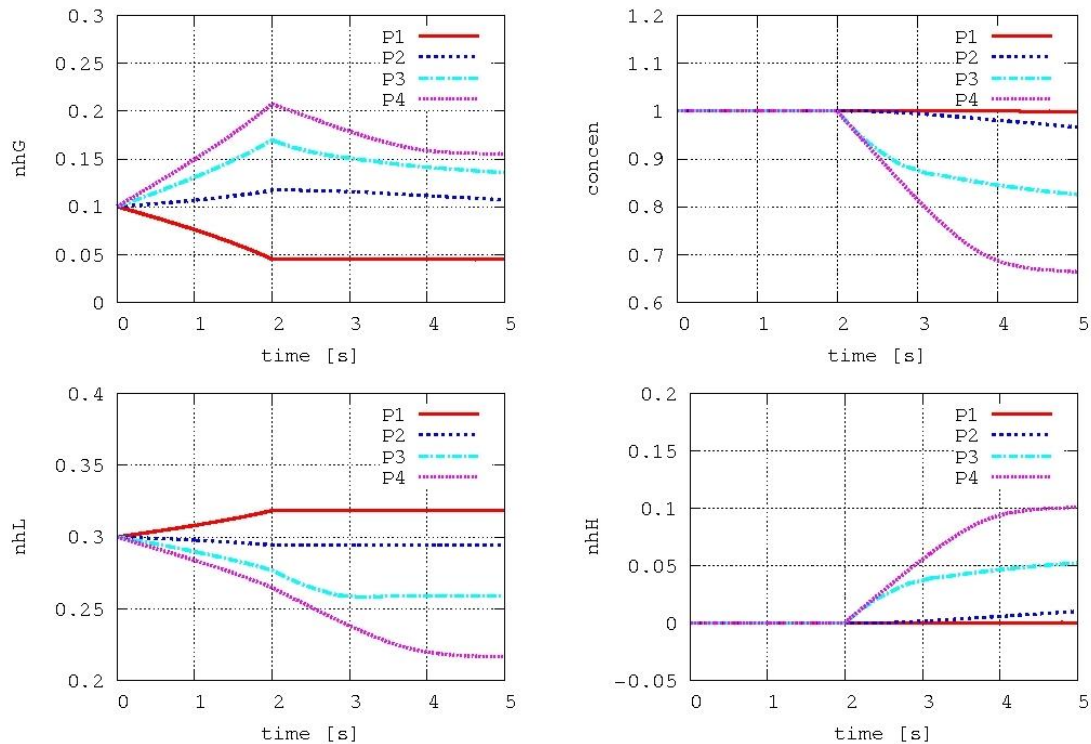 0.3
0.25
0.2
0.15
0.1
0.05
0
nhG
P1
P2
P3
P4
0 1 2 3 4 5
time [s]
1.2
1.1
1
0.9
0.8
0.7
0.6
concen
P1
P2
P3
P4
0 1 2 3 4 5
time [s]
0.4
0.35
0.3
0.25
0.2
nhL
P1
P2
P3
P4
0 1 2 3 4 5
time [s]
0.2
0.15
0.1
0.05
0
-0.05
nhH
P1
P2
P3
P4
0 1 2 3 4 5
time [s]